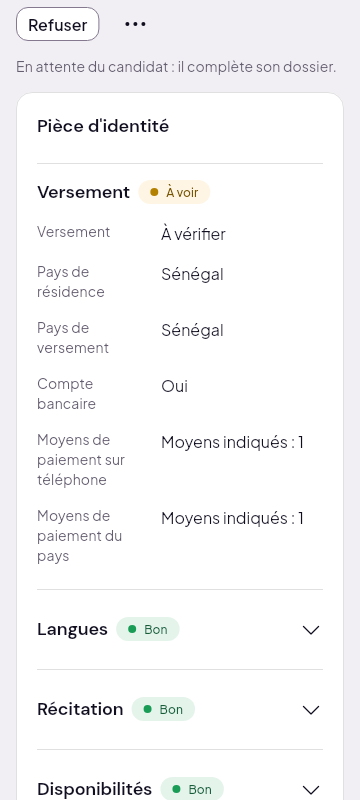 Refuser
En attente du candidat : il complète son dossier.
Pièce d'identité
Versement À voir
Versement À vérifier
Pays de résidence Sénégal
Pays de versement Sénégal
Compte bancaire Oui
Moyens de paiement sur téléphone Moyens indiqués : 1
Moyens de paiement du pays Moyens indiqués : 1
Langues Bon
Récitation Bon
Disponibilités Bon